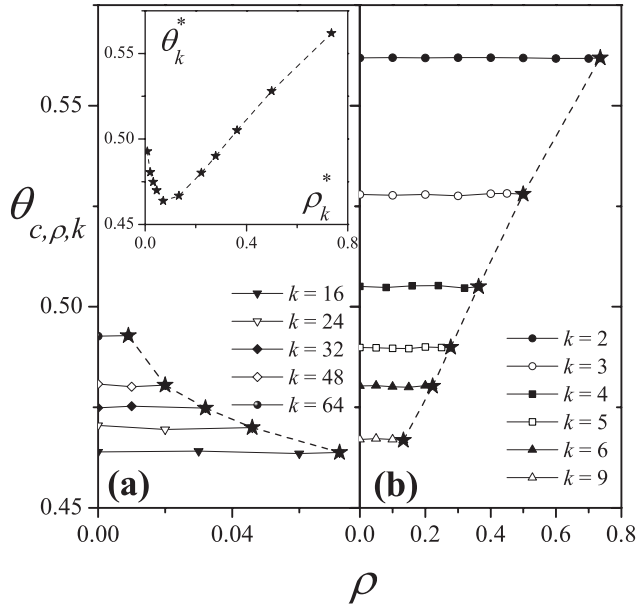 θ*k
0.55
0.50
0.45
0.0
0.4
0.8
ρ*k
θc,ρ,k
0.55
0.50
0.45
k = 16
k = 24
k = 32
k = 48
k = 64
(a)
0.00
0.04
k = 2
k = 3
k = 4
k = 5
k = 6
k = 9
(b)
0.0
0.2
0.4
0.6
0.8
ρ